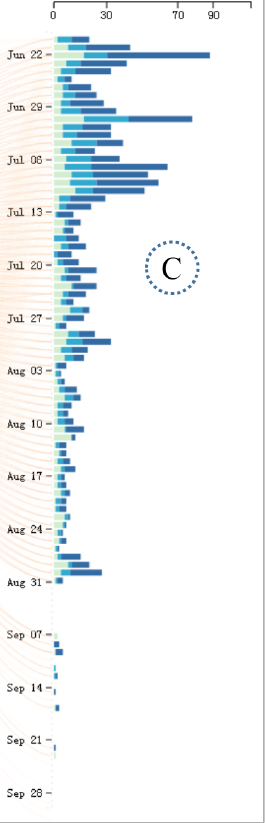 0 30 70 90
Jun 22
Jun 29
Jul 06
Jul 13
Jul 20
Jul 27
Aug 03
Aug 10
Aug 17
Aug 24
Aug 31
Sep 07
Sep 14
Sep 21
Sep 28
C